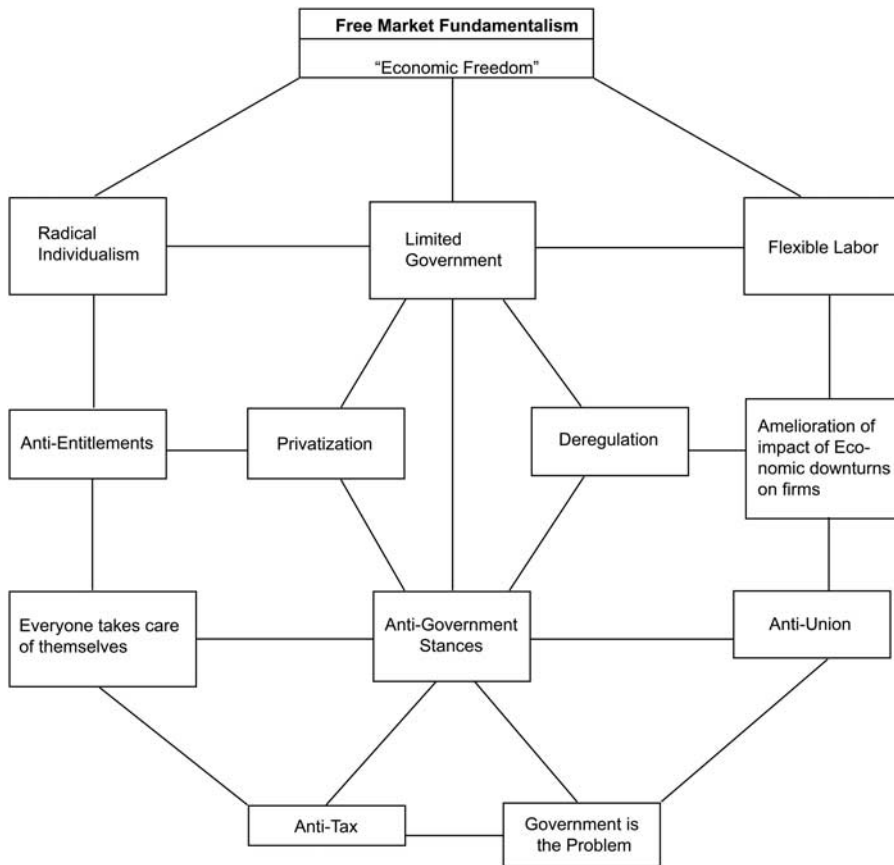 Free Market Fundamentalism
“Economic Freedom”
Radical
Individualism
Limited
Government
Flexible Labor
Anti-Entitlements
Privatization
Deregulation
Amelioration of
impact of Eco-
nomic downturns
on firms
Everyone takes care
of themselves
Anti-Government
Stances
Anti-Union
Anti-Tax
Government is
the Problem